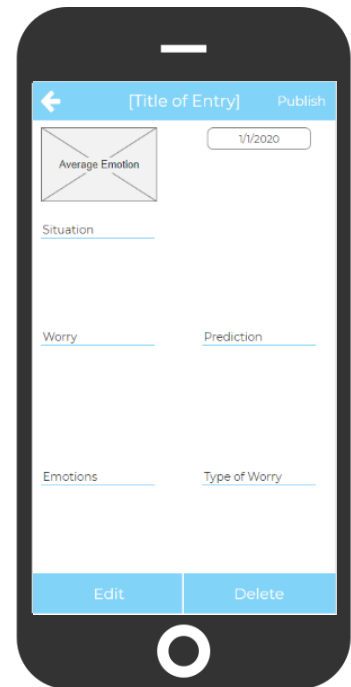 [Title of Entry] Publish
Average Emotion
1/1/2020
Situation
Worry Prediction
Emotions Type of Worry
Edit Delete